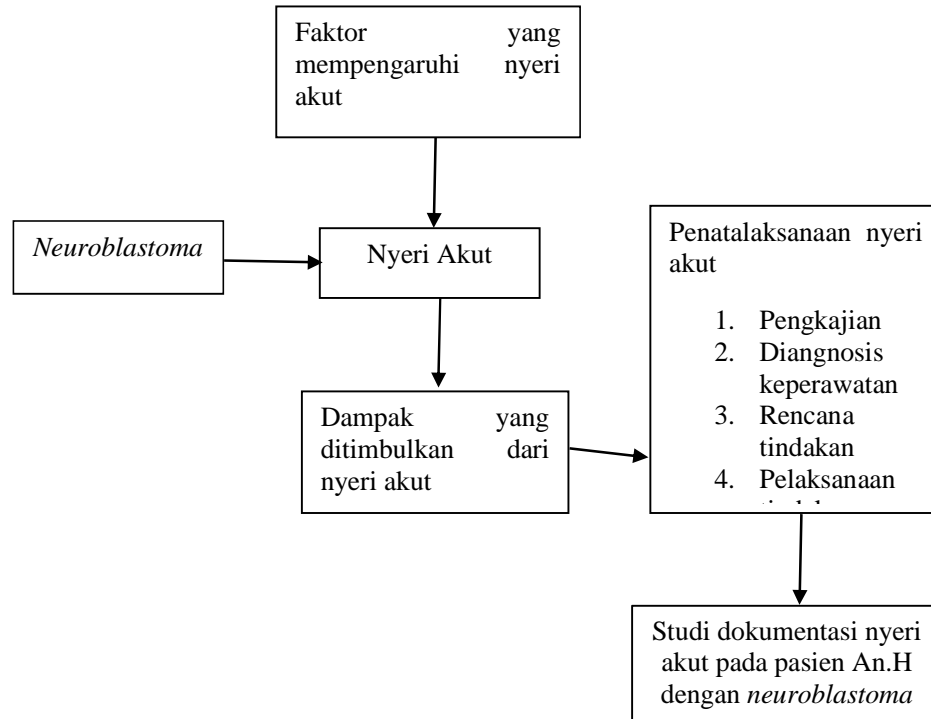 Faktor yang
mempengaruhi nyeri
akut
Neuroblastoma
Nyeri Akut
Penatalaksanaan nyeri
akut
1. Pengkajian
2. Diangnosis
keperawatan
3. Rencana
tindakan
4. Pelaksanaan
Dampak yang
ditimbulkan dari
nyeri akut
Studi dokumentasi nyeri
akut pada pasien An.H
dengan neuroblastoma